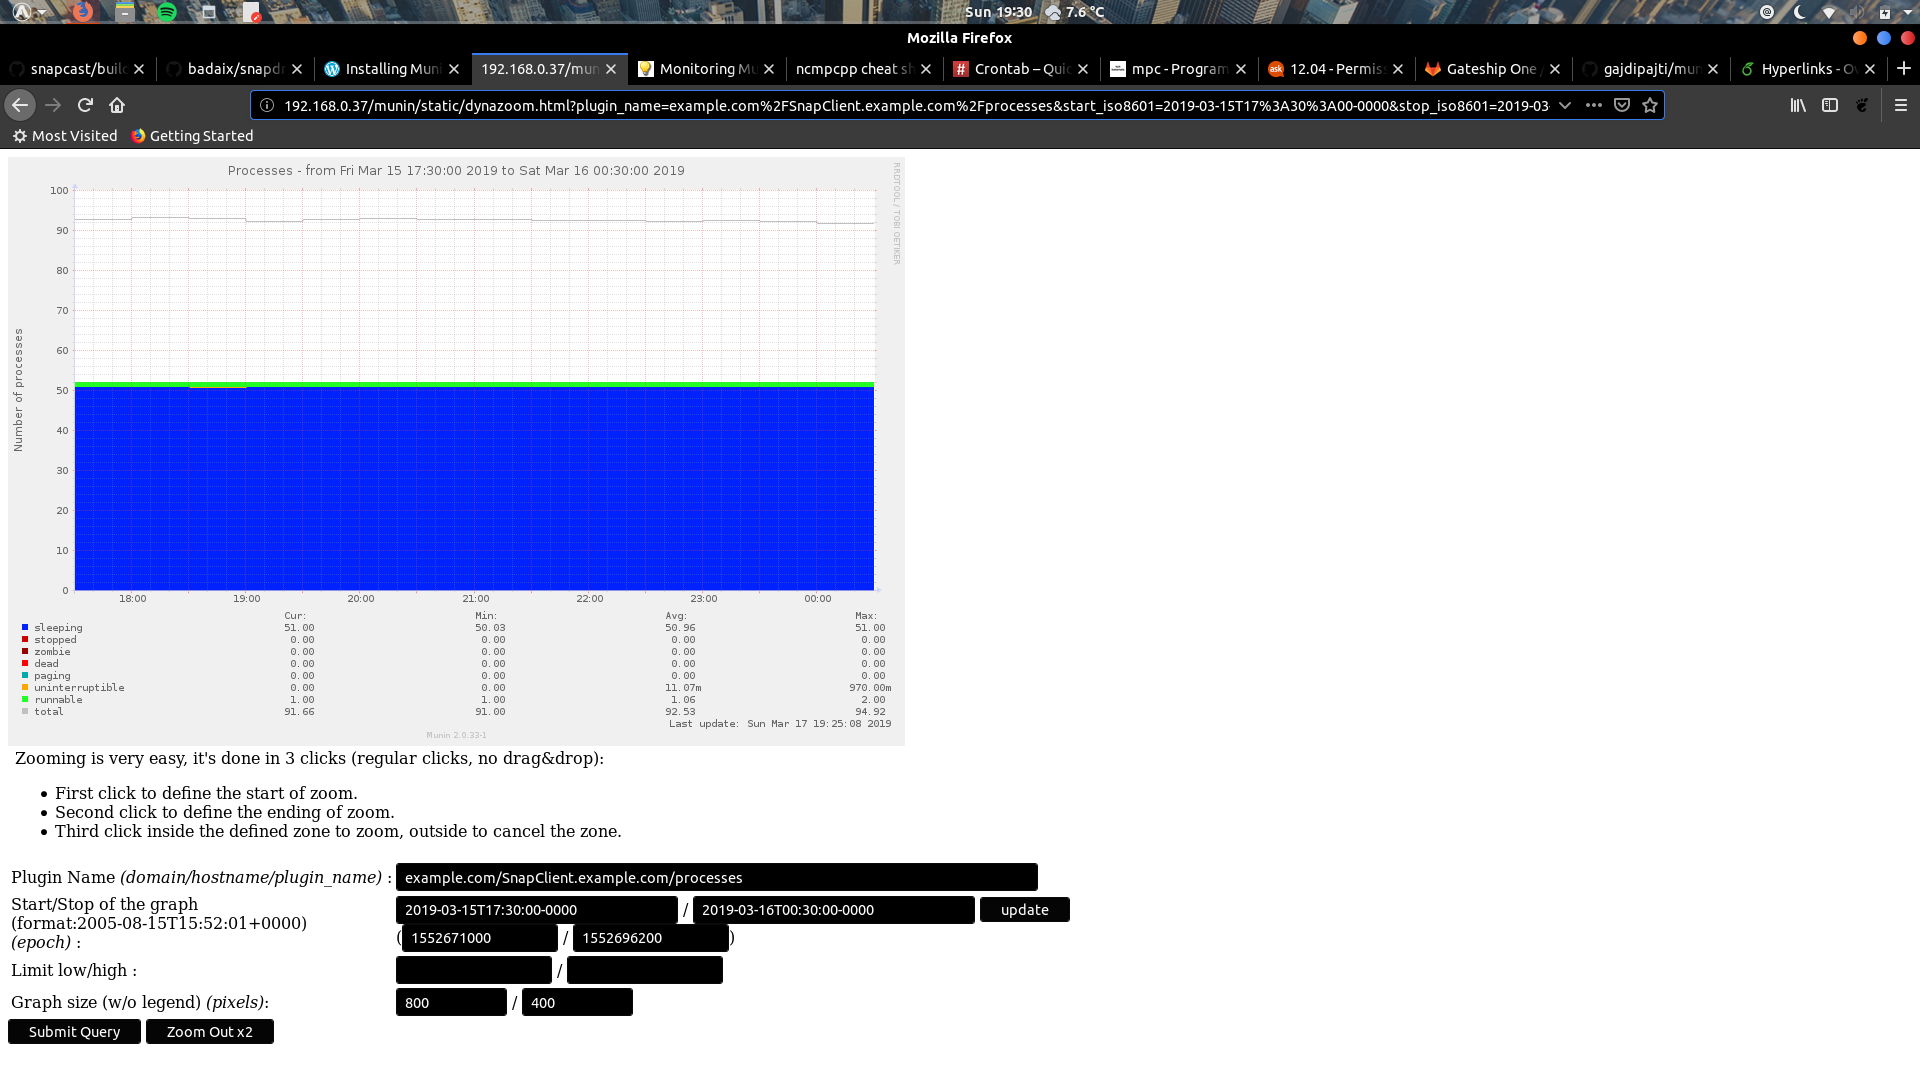 Sun 19:30 7.6 °C
Mozilla Firefox
snapcast/buil
badaix/snapdr
Installing Muni
192.168.0.37/mun
Monitoring Mu
ncmpcpp cheat sh
Crontab – Quic
mpc - Program
12.04 - Permiss
Gateship One /
gajdipajti/mun
Hyperlinks - Ov
192.168.0.37/munin/static/dynazoom.html?plugin_name=example.com%2FSnapClient.example.com%2Fprocesses&start_iso8601=2019-03-15T17%3A30%3A00-0000&stop_iso8601=2019-03-
Most Visited Getting Started
Processes - from Fri Mar 15 17:30:00 2019 to Sat Mar 16 00:30:00 2019
RRDTOOL / TOBI OETIKER
Number of processes
100
90
80
70
60
50
40
30
20
10
0
18:00 19:00 20:00 21:00 22:00 23:00 00:00
Cur: Min: Avg: Max:
sleeping 51.00 50.03 50.96 51.00
stopped 0.00 0.00 0.00 0.00
zombie 0.00 0.00 0.00 0.00
dead 0.00 0.00 0.00 0.00
paging 0.00 0.00 0.00 0.00
uninterruptible 0.00 0.00 11.07m 970.00m
runnable 1.00 1.00 1.06 2.00
total 91.66 91.00 92.53 94.92
Last update: Sun Mar 17 19:25:08 2019
Munin 2.0.33-1
Zooming is very easy, it's done in 3 clicks (regular clicks, no drag&drop):
• First click to define the start of zoom.
• Second click to define the ending of zoom.
• Third click inside the defined zone to zoom, outside to cancel the zone.
Plugin Name (domain/hostname/plugin_name) : example.com/SnapClient.example.com/processes
Start/Stop of the graph
(format:2005-08-15T15:52:01+0000)
(epoch) :
2019-03-15T17:30:00-0000 / 2019-03-16T00:30:00-0000 update
(1552671000 / 1552696200)
Limit low/high : /
Graph size (w/o legend) (pixels): 800 / 400
Submit Query Zoom Out x2